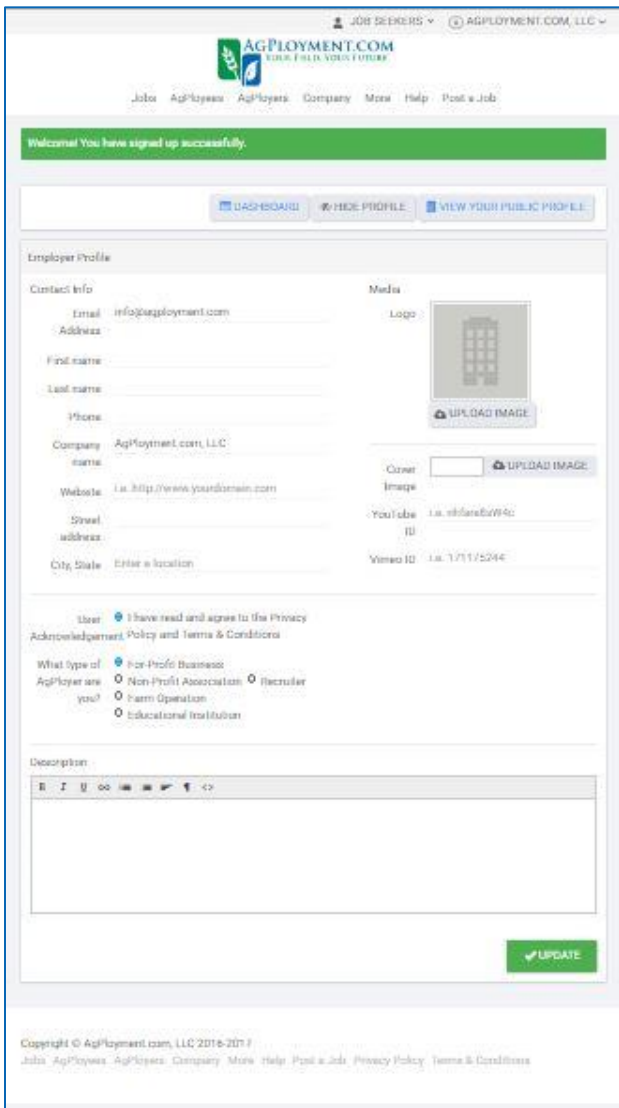 JOB SEEKERS AGPLOYMENT.COM, LLC
AGPLOYMENT.COM
YOUR FIELD, YOUR FUTURE
Jobs AgPloyees AgPloyers Company More Help Post a Job
Welcome! You have signed up successfully.
DASHBOARD HIDE PROFILE VIEW YOUR PUBLIC PROFILE
Employer Profile
Contact Info
Email Address info@agployment.com
First name
Last name
Phone
Company name AgPloyment.com, LLC
Website i.e. http://www.yourdomain.com
Street address
City, State Enter a location
Media
Logo
UPLOAD IMAGE
Cover Image UPLOAD IMAGE
YouTube ID i.e.
Vimeo ID i.e. 171175244
User Acknowledgement I have read and agree to the Privacy
Policy and Terms & Conditions
What type of AgPloyer are you? For-Profit Business
Non-Profit Association Recruiter
Farm Operation
Educational Institution
Description
B I U <>
UPDATE
Copyright © AgPloyment.com, LLC 2016-2017
Jobs AgPloyees AgPloyers Company More Help Post a Job Privacy Policy Terms & Conditions